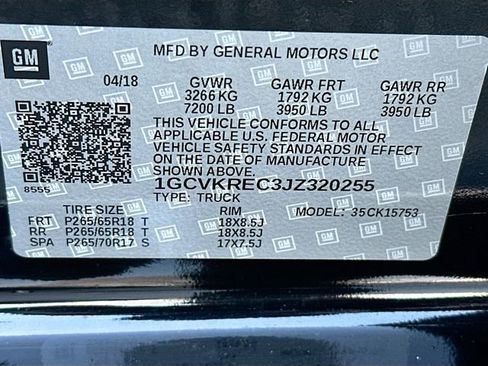 GM
MFD BY GENERAL MOTORS LLC
04/18 GVWR GAWR FRT GAWR RR
3266 KG 1792 KG 1792 KG
7200 LB 3950 LB 3950 LB
THIS VEHICLE CONFORMS TO ALL
APPLICABLE U.S. FEDERAL MOTOR
VEHICLE SAFETY STANDARDS IN EFFECT
ON THE DATE OF MANUFACTURE
SHOWN ABOVE.
8555
1GCVKREC3JZ320255
TYPE: TRUCK MODEL: 35CK15753
TIRE SIZE RIM
FRT P265/65R18 T 18X8.5J
RR P265/65R18 T 18X8.5J
SPA P265/70R17 S 17X7.5J